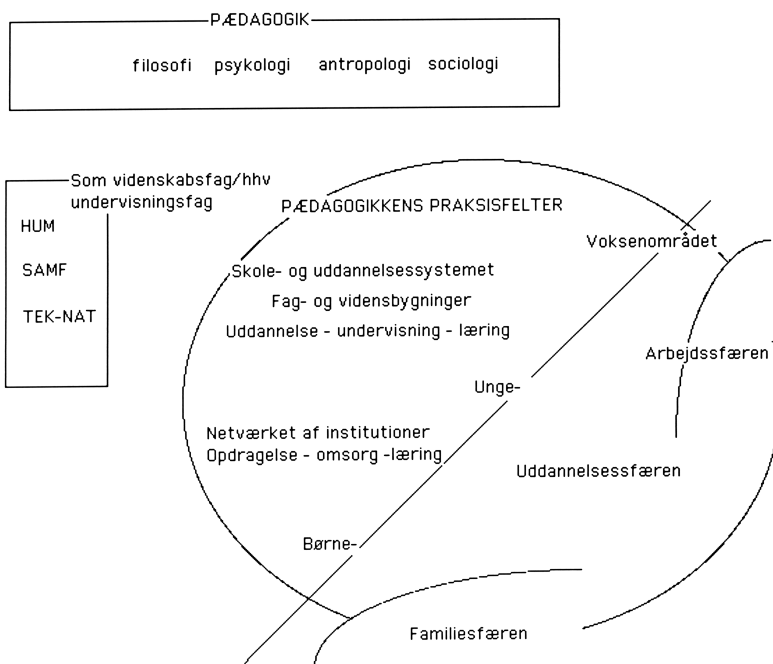 PÆDAGOGIK
filosofi psykologi antropologi sociologi
Som videnskabsfag/hhv
undervisningsfag
HUM
SAMF
TEK-NAT
PÆDAGOGIKKENS PRAKSISFELTER
Voksenområdet
Skole- og uddannelsessystemet
Fag- og vidensbygninger
Uddannelse - undervisning - læring
Arbejdssfæren
Unge-
Netværket af institutioner
Opdragelse - omsorg -læring
Uddannelsessfæren
Børne-
Familiesfæren